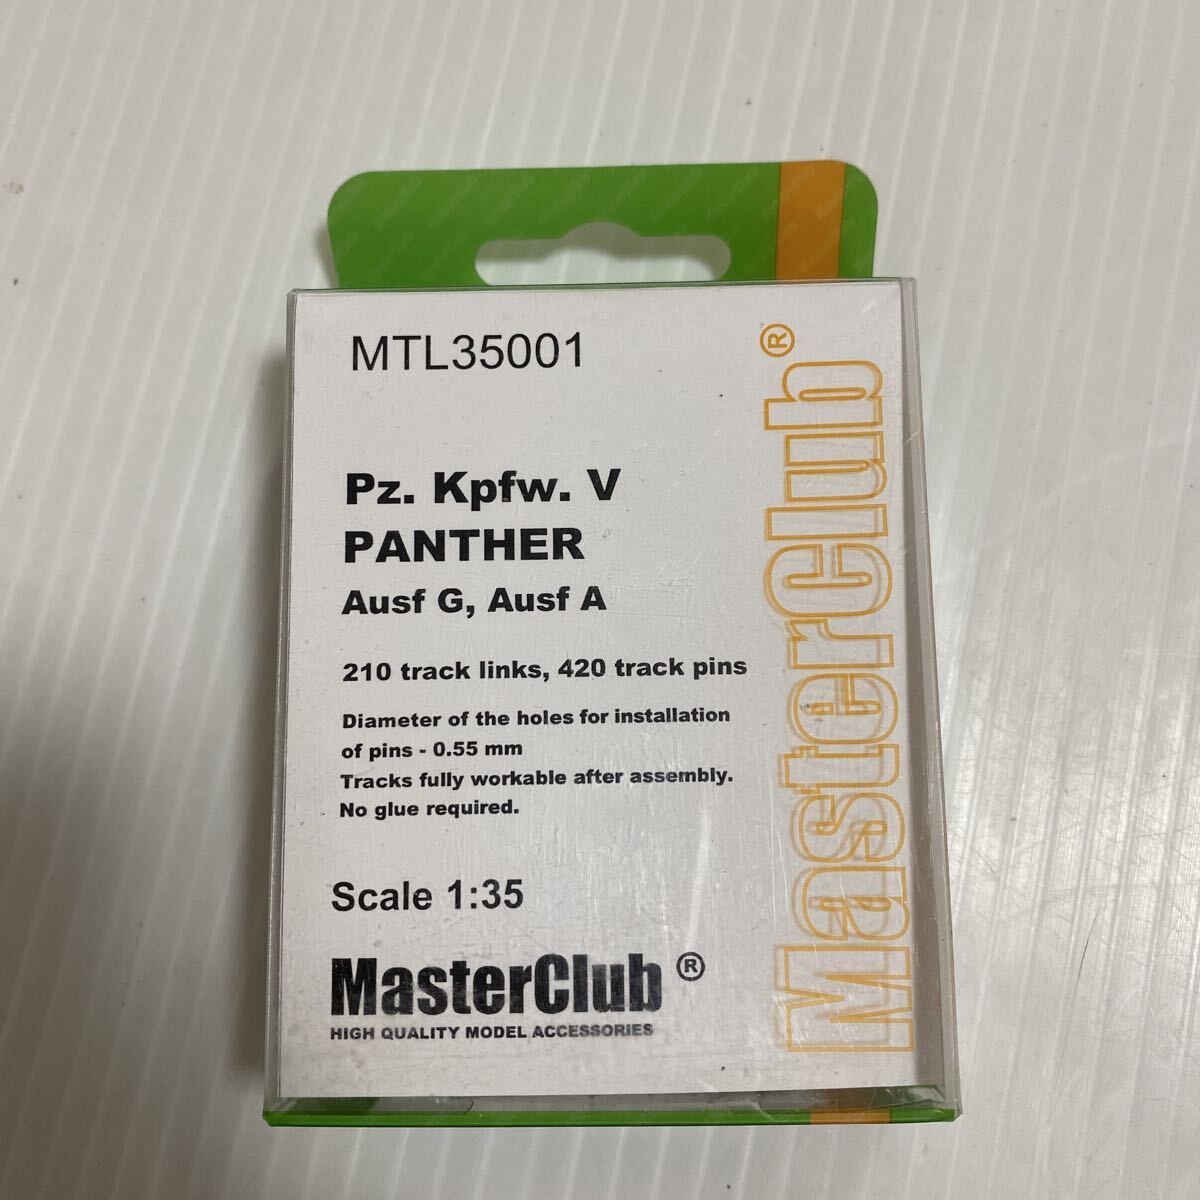 MTL35001
Pz. Kpfw. V
PANTHER
Ausf G, Ausf A
210 track links, 420 track pins
Diameter of the holes for installation
of pins - 0.55 mm
Tracks fully workable after assembly.
No glue required.
Scale 1:35
MasterClub ®
HIGH QUALITY MODEL ACCESSORIES
MasterClub®